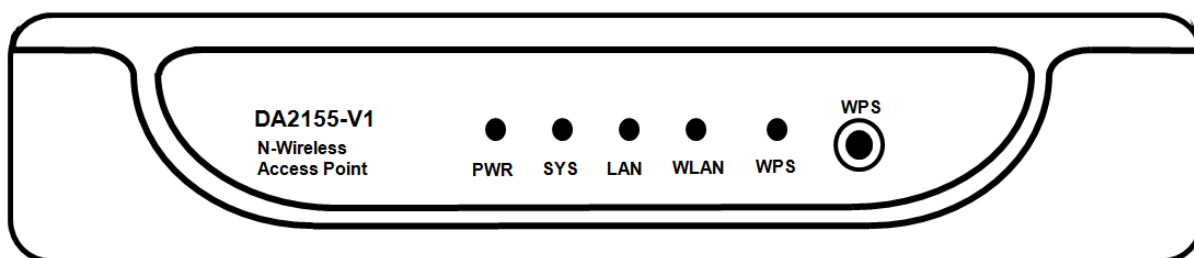 DA2155-V1
N-Wireless
Access Point
PWR
SYS
LAN
WLAN
WPS
WPS